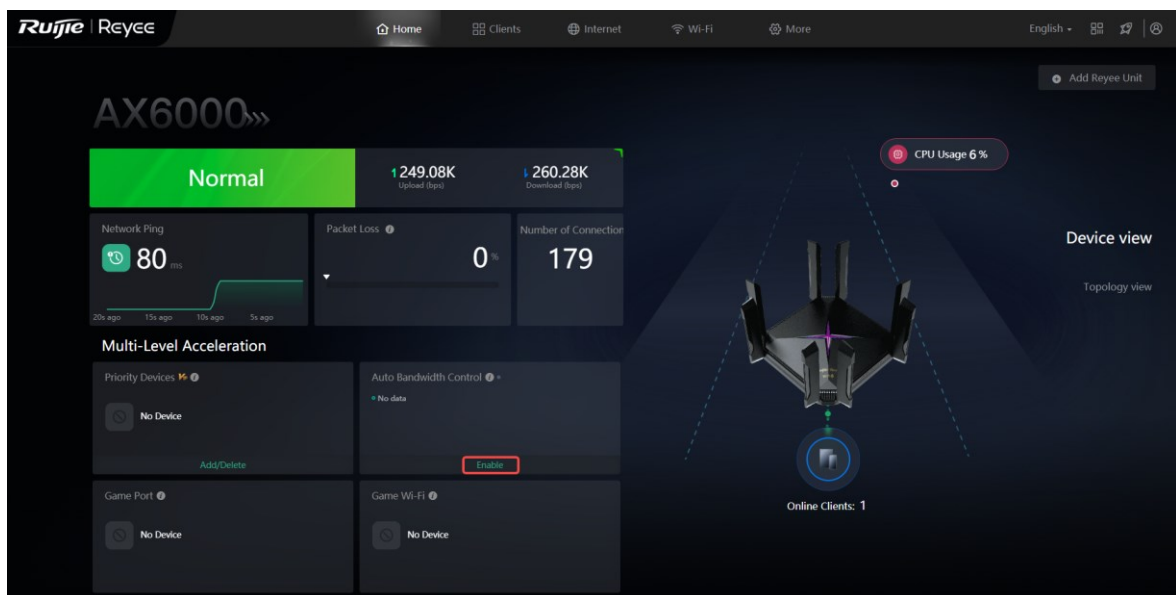 Ruijie | Reyee
Home
Clients
Internet
Wi-Fi
More
English
Add Reyee Unit
AX6000
CPU Usage 6 %
Normal
249.08K
Upload (bps)
260.28K
Download (bps)
Network Ping
80 ms
20s ago 15s ago 10s ago 5s ago
Packet Loss
0 %
Number of Connection
179
Device view
Topology view
Multi-Level Acceleration
Priority Devices
No Device
Add/Delete
Auto Bandwidth Control
No data
Enable
Game Port
No Device
Game Wi-Fi
No Device
Online Clients: 1